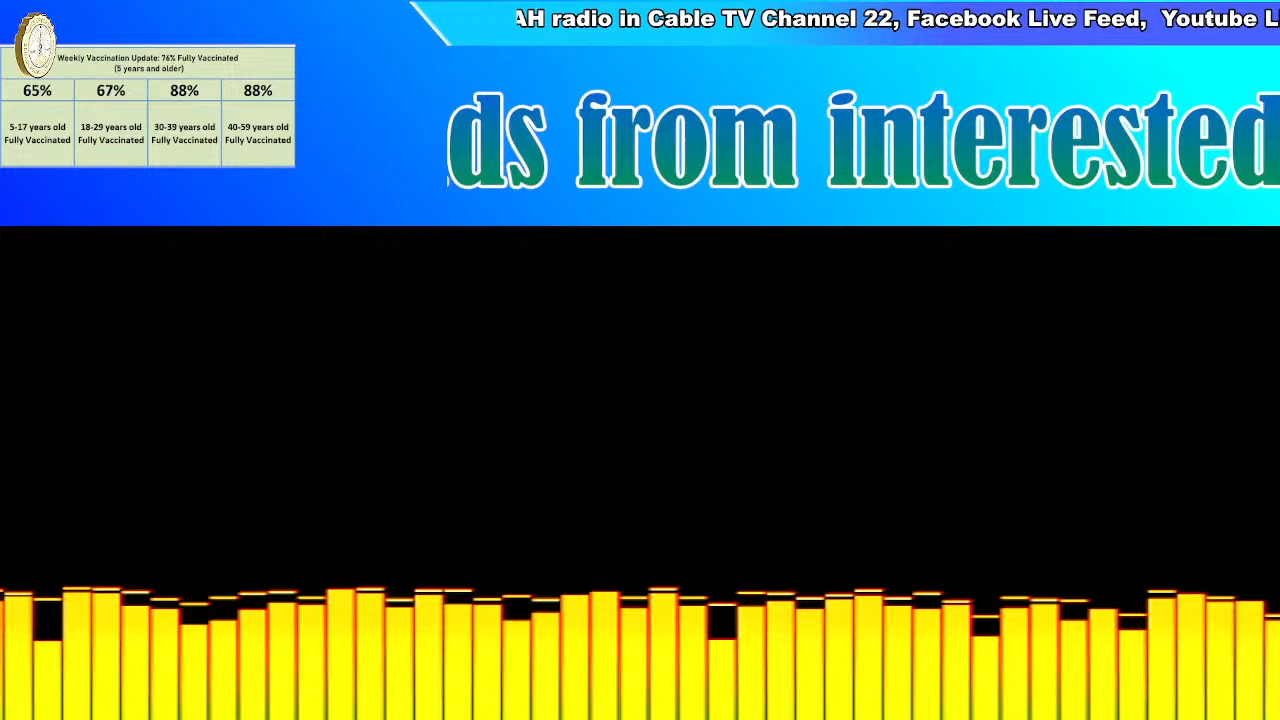 AH radio in Cable TV Channel 22, Facebook Live Feed, Youtube L
Weekly Vaccination Update: 76% Fully Vaccinated
(5 years and older)
65% 67% 88% 88%
5-17 years old 18-29 years old 30-39 years old 40-59 years old
Fully Vaccinated Fully Vaccinated Fully Vaccinated Fully Vaccinated
ds from interested